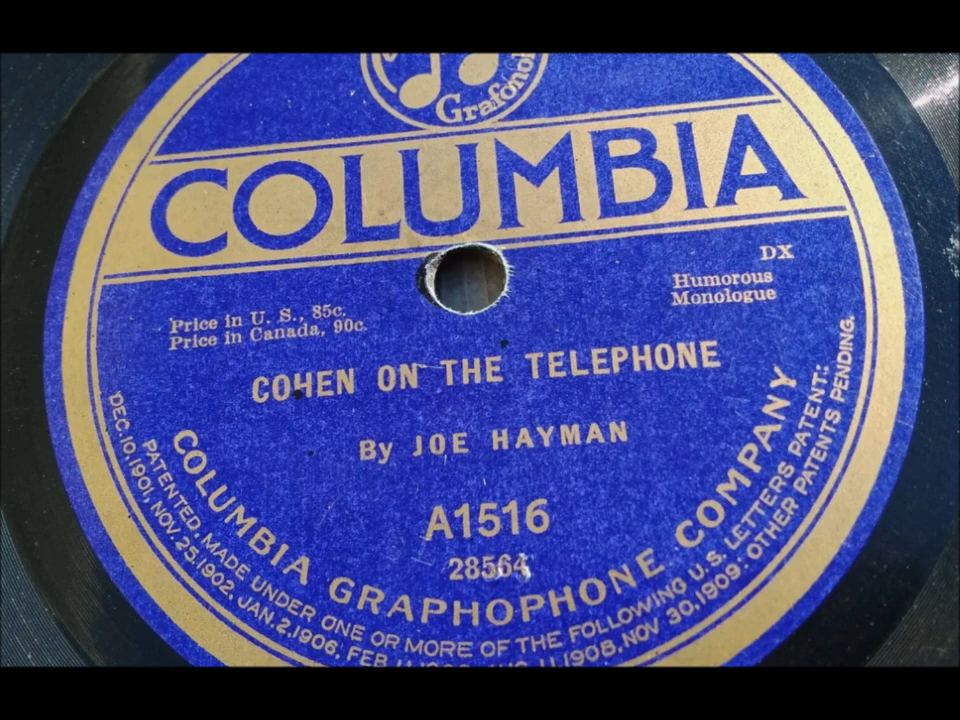 Grafono
COLUMBIA
DX
Humorous
Monologue
Price in U. S., 85c.
Price in Canada, 90c.
COHEN ON THE TELEPHONE
By JOE HAYMAN
A1516
28564
COLUMBIA GRAPHOPHONE COMPANY
PATENTED. MADE UNDER ONE OR MORE OF THE FOLLOWING U.S. LETTERS PATENT:
DEC.10,1901, NOV.25,1902, JAN.2,1906, FEB 11,1908, NOV 30,1909. OTHER PATENTS PENDING.